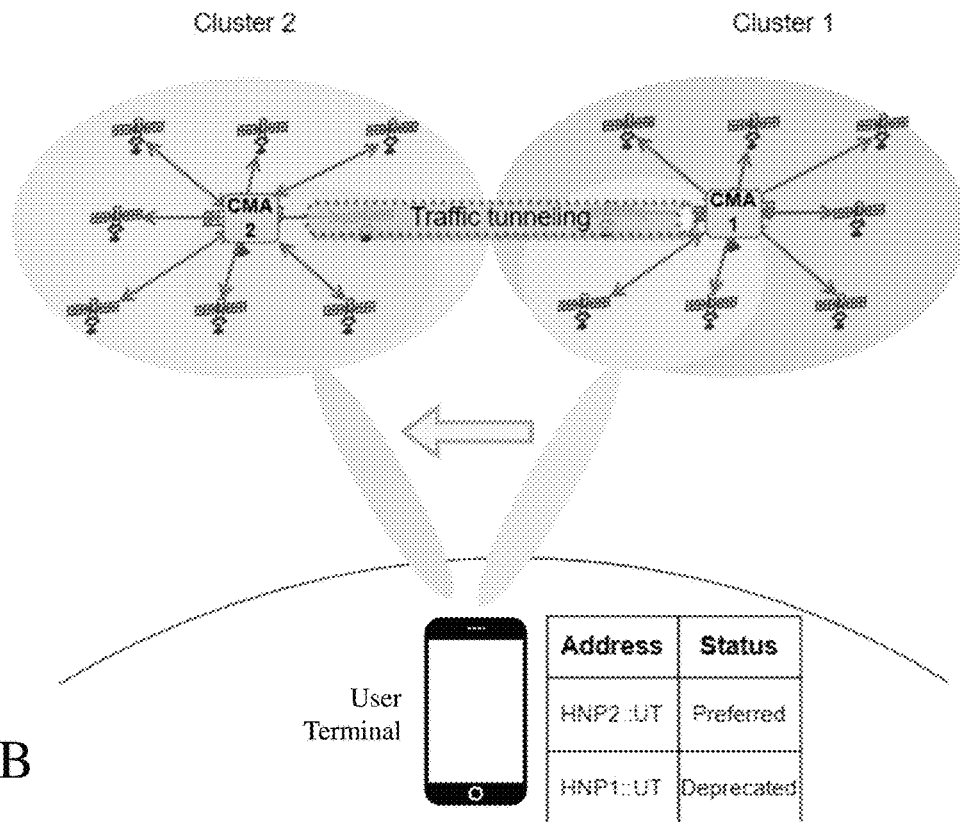 Cluster 2
Cluster 1
CMA
2
Traffic tunneling
CMA
1
User
Terminal
Address Status
HNP2::UT Preferred
HNP1::UT Deprecated
B